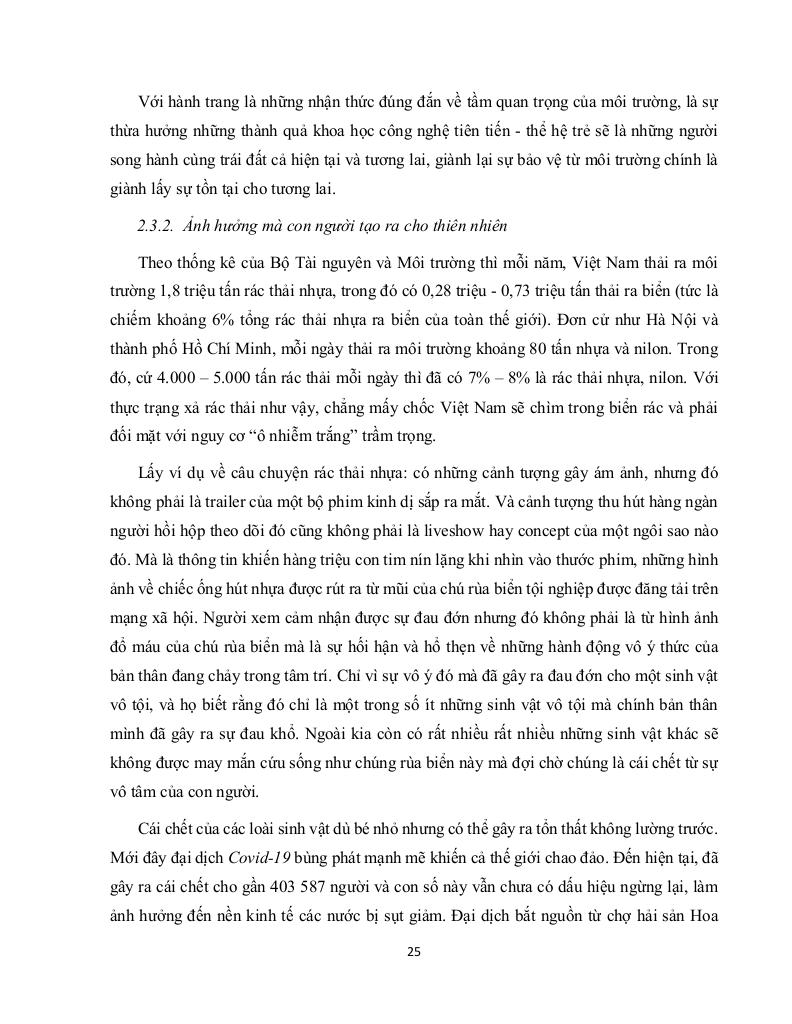 Với hành trang là những nhận thức đúng đắn về tầm quan trọng của môi trường, là sự
thừa hưởng những thành quả khoa học công nghệ tiên tiến - thể hệ trẻ sẽ là những người
song hành cùng trái đất cả hiện tại và tương lai, giành lại sự bảo vệ từ môi trường chính là
giành lấy sự tồn tại cho tương lai.
2.3.2. Ảnh hưởng mà con người tạo ra cho thiên nhiên
Theo thống kê của Bộ Tài nguyên và Môi trường thì mỗi năm, Việt Nam thải ra môi
trường 1,8 triệu tấn rác thải nhựa, trong đó có 0,28 triệu - 0,73 triệu tấn thải ra biển (tức là
chiếm khoảng 6% tổng rác thải nhựa ra biển của toàn thế giới). Đơn cử như Hà Nội và
thành phố Hồ Chí Minh, mỗi ngày thải ra môi trường khoảng 80 tấn nhựa và nilon. Trong
đó, cứ 4.000 – 5.000 tấn rác thải mỗi ngày thì đã có 7% – 8% là rác thải nhựa, nilon. Với
thực trạng xả rác thải như vậy, chẳng mấy chốc Việt Nam sẽ chìm trong biển rác và phải
đối mặt với nguy cơ “ô nhiễm trắng” trầm trọng.
Lấy ví dụ về câu chuyện rác thải nhựa: có những cảnh tượng gây ám ảnh, nhưng đó
không phải là trailer của một bộ phim kinh dị sắp ra mắt. Và cảnh tượng thu hút hàng ngàn
người hồi hộp theo dõi đó cũng không phải là liveshow hay concept của một ngôi sao nào
đó. Mà là thông tin khiến hàng triệu con tim nín lặng khi nhìn vào thước phim, những hình
ảnh về chiếc ống hút nhựa được rút ra từ mũi của chú rùa biển tội nghiệp được đăng tải trên
mạng xã hội. Người xem cảm nhận được sự đau đớn nhưng đó không phải là từ hình ảnh
đổ máu của chú rùa biển mà là sự hối hận và hổ thẹn về những hành động vô ý thức của
bản thân đang chảy trong tâm trí. Chỉ vì sự vô ý đó mà đã gây ra đau đớn cho một sinh vật
vô tội, và họ biết rằng đó chỉ là một trong số ít những sinh vật vô tội mà chính bản thân
mình đã gây ra sự đau khổ. Ngoài kia còn có rất nhiều rất nhiều những sinh vật khác sẽ
không được may mắn cứu sống như chúng rùa biển này mà đợi chờ chúng là cái chết từ sự
vô tâm của con người.
Cái chết của các loài sinh vật dù bé nhỏ nhưng có thể gây ra tổn thất không lường trước.
Mới đây đại dịch Covid-19 bùng phát mạnh mẽ khiến cả thế giới chao đảo. Đến hiện tại, đã
gây ra cái chết cho gần 403 587 người và con số này vẫn chưa có dấu hiệu ngừng lại, làm
ảnh hưởng đến nền kinh tế các nước bị sụt giảm. Đại dịch bắt nguồn từ chợ hải sản Hoa
25